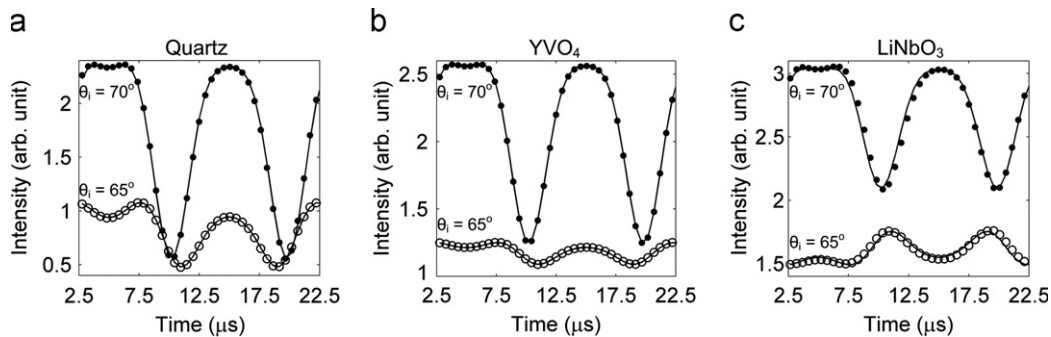 a
Quartz
Intensity (arb. unit)
2
1.5
1
0.5
θi = 70°
θi = 65°
2.5 7.5 12.5 17.5 22.5
Time (μs)
b
YVO4
Intensity (arb. unit)
2.5
2
1.5
1
θi = 70°
θi = 65°
2.5 7.5 12.5 17.5 22.5
Time (μs)
c
LiNbO3
Intensity (arb. unit)
3
2.5
2
1.5
θi = 70°
θi = 65°
2.5 7.5 12.5 17.5 22.5
Time (μs)